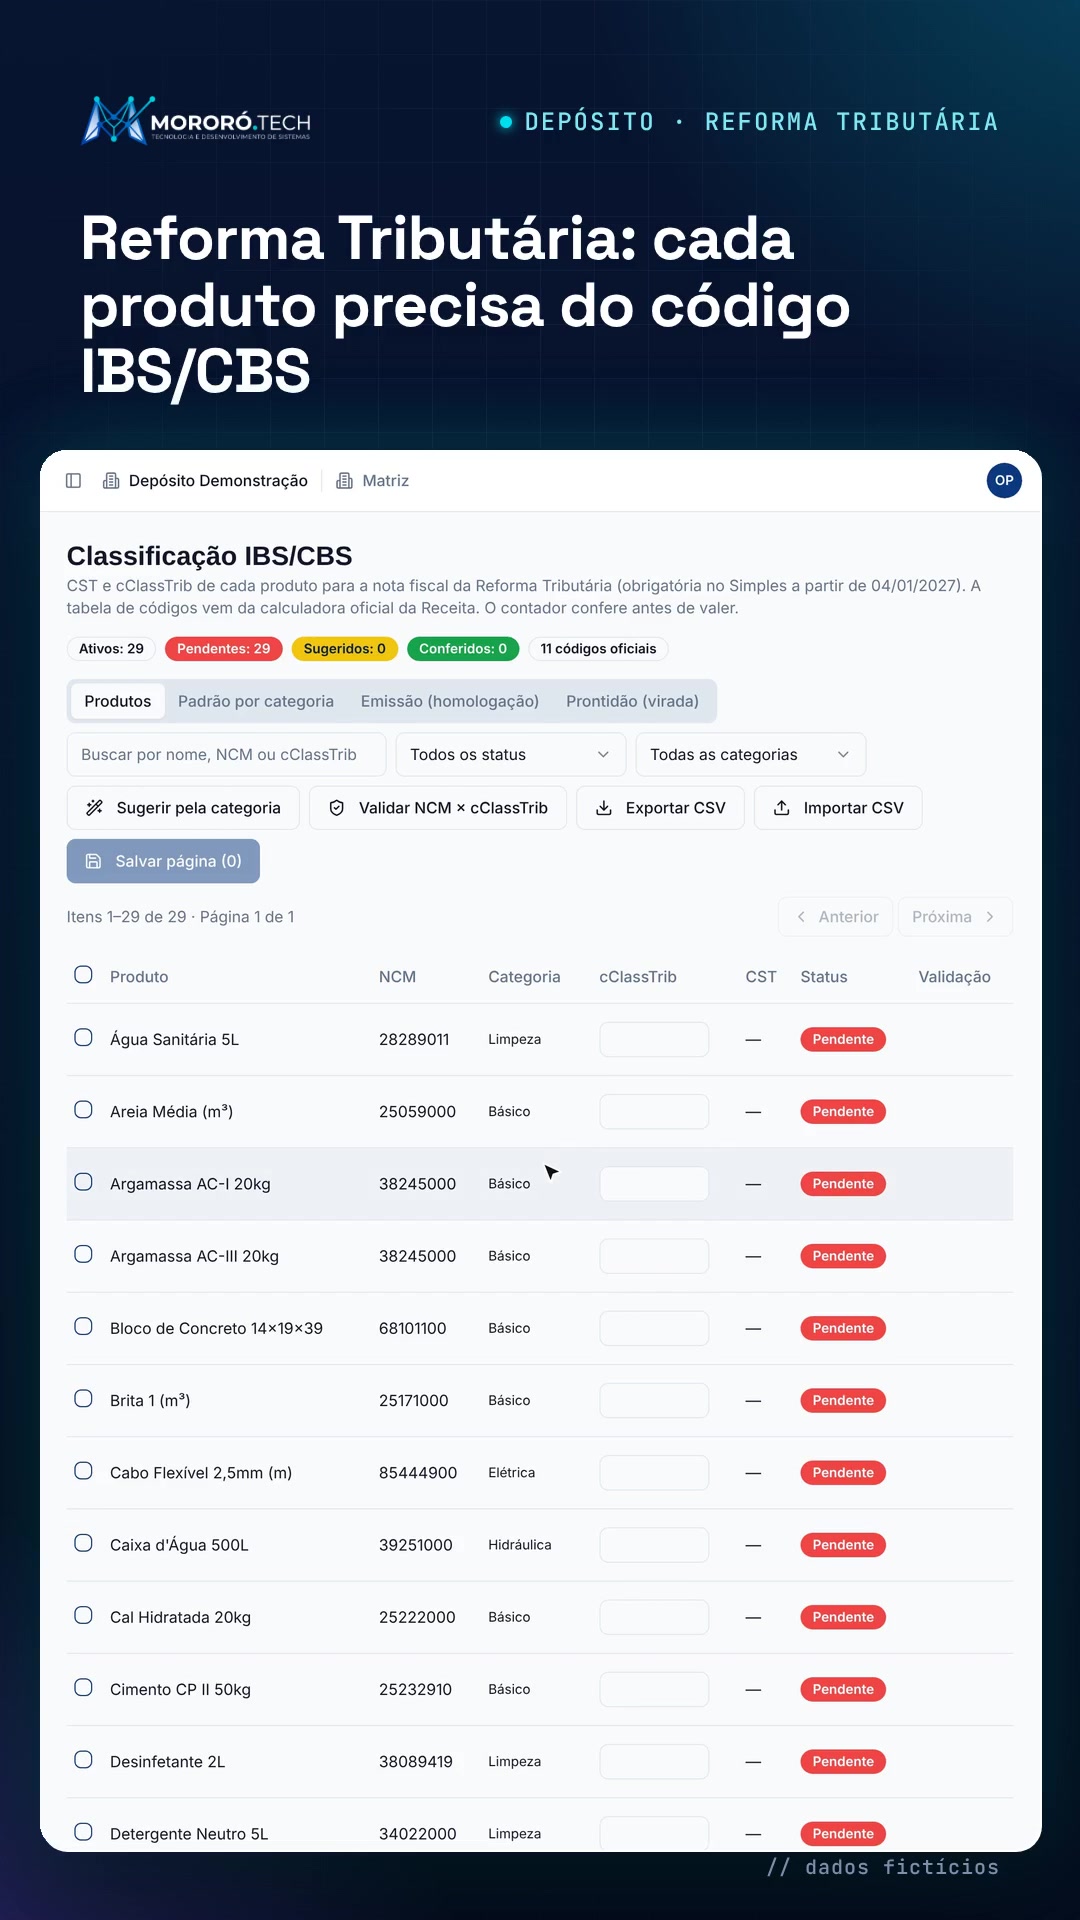 MORORÓ.TECH
TECNOLOGIA E DESENVOLVIMENTO DE SISTEMAS
DEPÓSITO · REFORMA TRIBUTÁRIA
Reforma Tributária: cada
produto precisa do código
IBS/CBS
Depósito Demonstração Matriz OP
Classificação IBS/CBS
CST e cClassTrib de cada produto para a nota fiscal da Reforma Tributária (obrigatória no Simples a partir de 04/01/2027). A
tabela de códigos vem da calculadora oficial da Receita. O contador confere antes de valer.
Ativos: 29 Pendentes: 29 Sugeridos: 0 Conferidos: 0 11 códigos oficiais
Produtos Padrão por categoria Emissão (homologação) Prontidão (virada)
Buscar por nome, NCM ou cClassTrib Todos os status Todas as categorias
Sugerir pela categoria Validar NCM × cClassTrib Exportar CSV Importar CSV
Salvar página (0)
Itens 1–29 de 29 · Página 1 de 1 Anterior Próxima
Produto NCM Categoria cClassTrib CST Status Validação
Água Sanitária 5L 28289011 Limpeza — Pendente
Areia Média (m³) 25059000 Básico — Pendente
Argamassa AC-I 20kg 38245000 Básico — Pendente
Argamassa AC-III 20kg 38245000 Básico — Pendente
Bloco de Concreto 14×19×39 68101100 Básico — Pendente
Brita 1 (m³) 25171000 Básico — Pendente
Cabo Flexível 2,5mm (m) 85444900 Elétrica — Pendente
Caixa d'Água 500L 39251000 Hidráulica — Pendente
Cal Hidratada 20kg 25222000 Básico — Pendente
Cimento CP II 50kg 25232910 Básico — Pendente
Desinfetante 2L 38089419 Limpeza — Pendente
Detergente Neutro 5L 34022000 Limpeza — Pendente
// dados fictícios